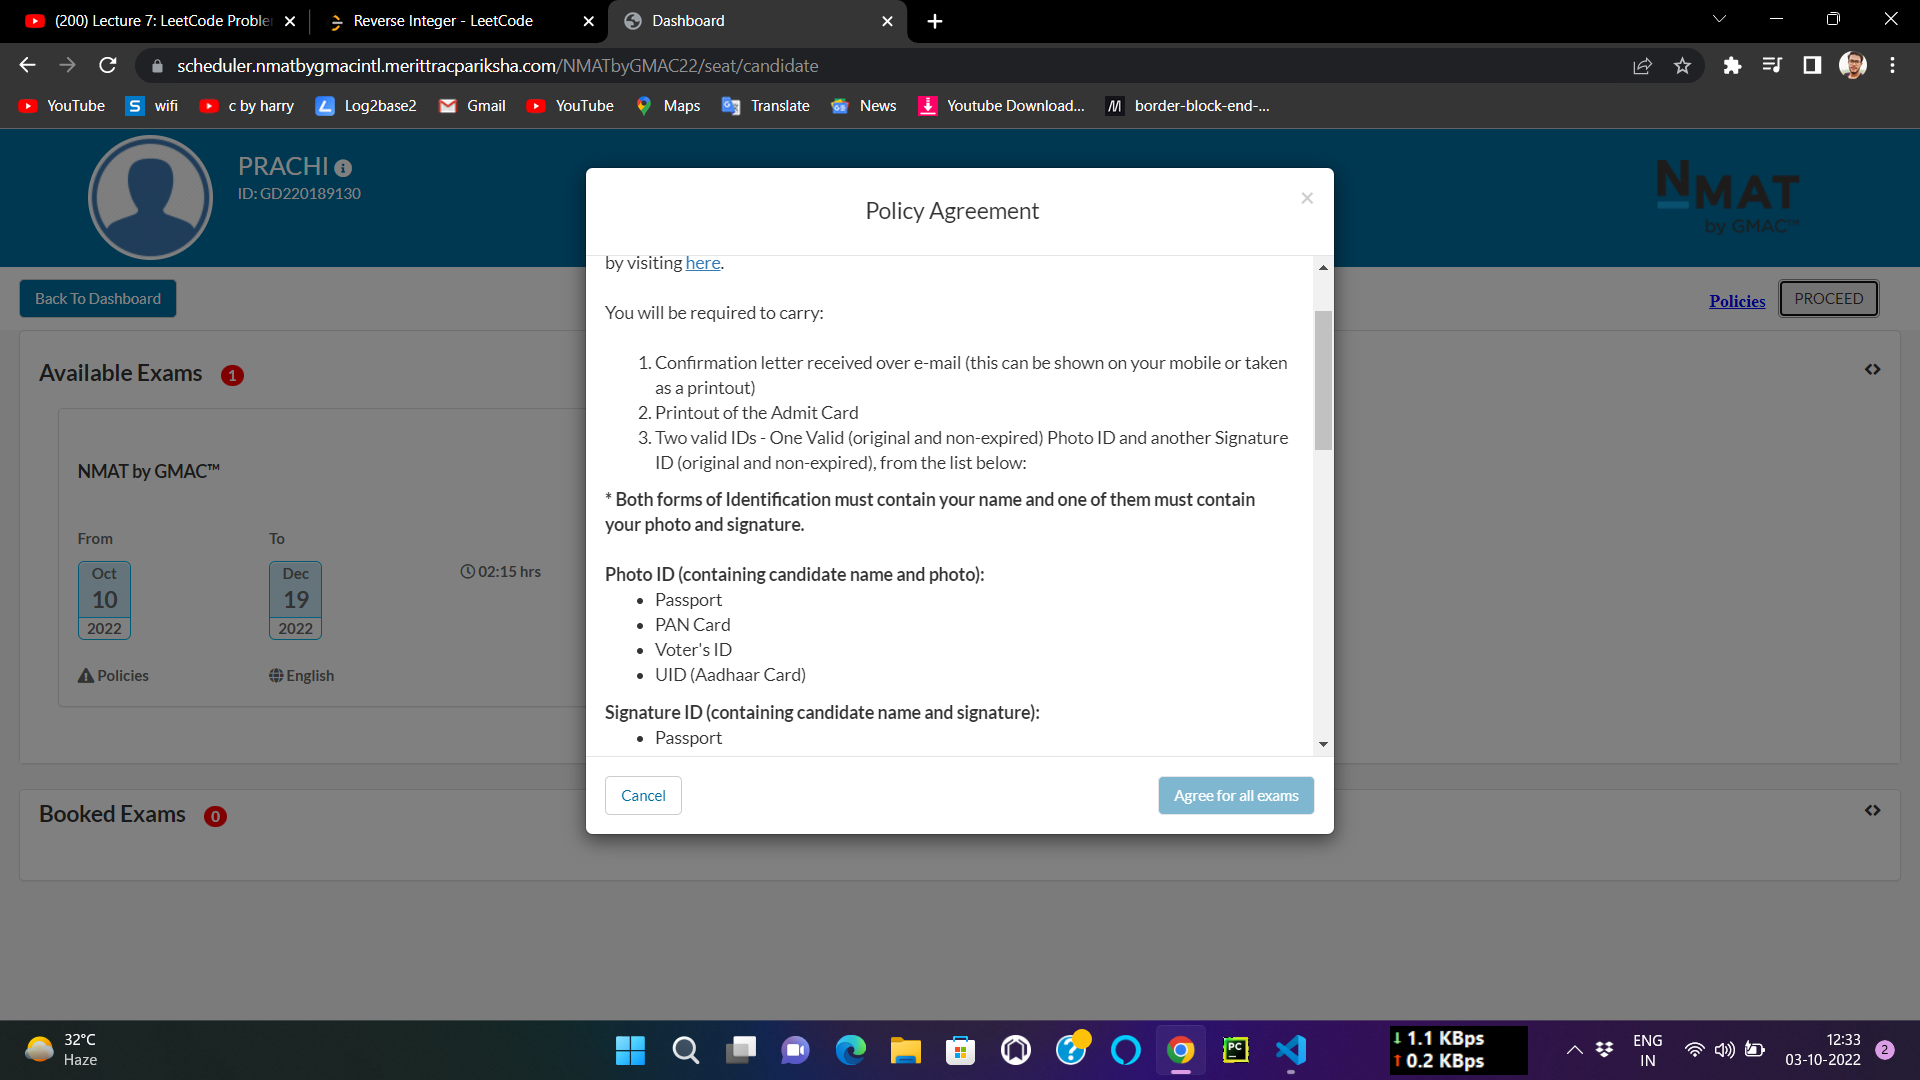 (200) Lecture 7: LeetCode Proble
Reverse Integer - LeetCode
Dashboard
scheduler.nmatbygmacintl.merittracpariksha.com/NMATbyGMAC22/seat/candidate
YouTube
S wifi
c by harry
Log2base2
Gmail
YouTube
Maps
Translate
News
Youtube Download...
M border-block-end-...
PRACHI
ID: GD220189130
NMAT
by GMAC™
Back To Dashboard
Policies
PROCEED
Available Exams 1
NMAT by GMAC™
From
To
Oct
10
2022
Dec
19
2022
02:15 hrs
Policies
English
Booked Exams 0
Policy Agreement
by visiting here.
You will be required to carry:
1. Confirmation letter received over e-mail (this can be shown on your mobile or taken
as a printout)
2. Printout of the Admit Card
3. Two valid IDs - One Valid (original and non-expired) Photo ID and another Signature
ID (original and non-expired), from the list below:
* Both forms of Identification must contain your name and one of them must contain
your photo and signature.
Photo ID (containing candidate name and photo):
• Passport
• PAN Card
• Voter's ID
• UID (Aadhaar Card)
Signature ID (containing candidate name and signature):
• Passport
Cancel
Agree for all exams
32°C
Haze
PC
1.1 KBps
0.2 KBps
ENG
IN
12:33
03-10-2022
2